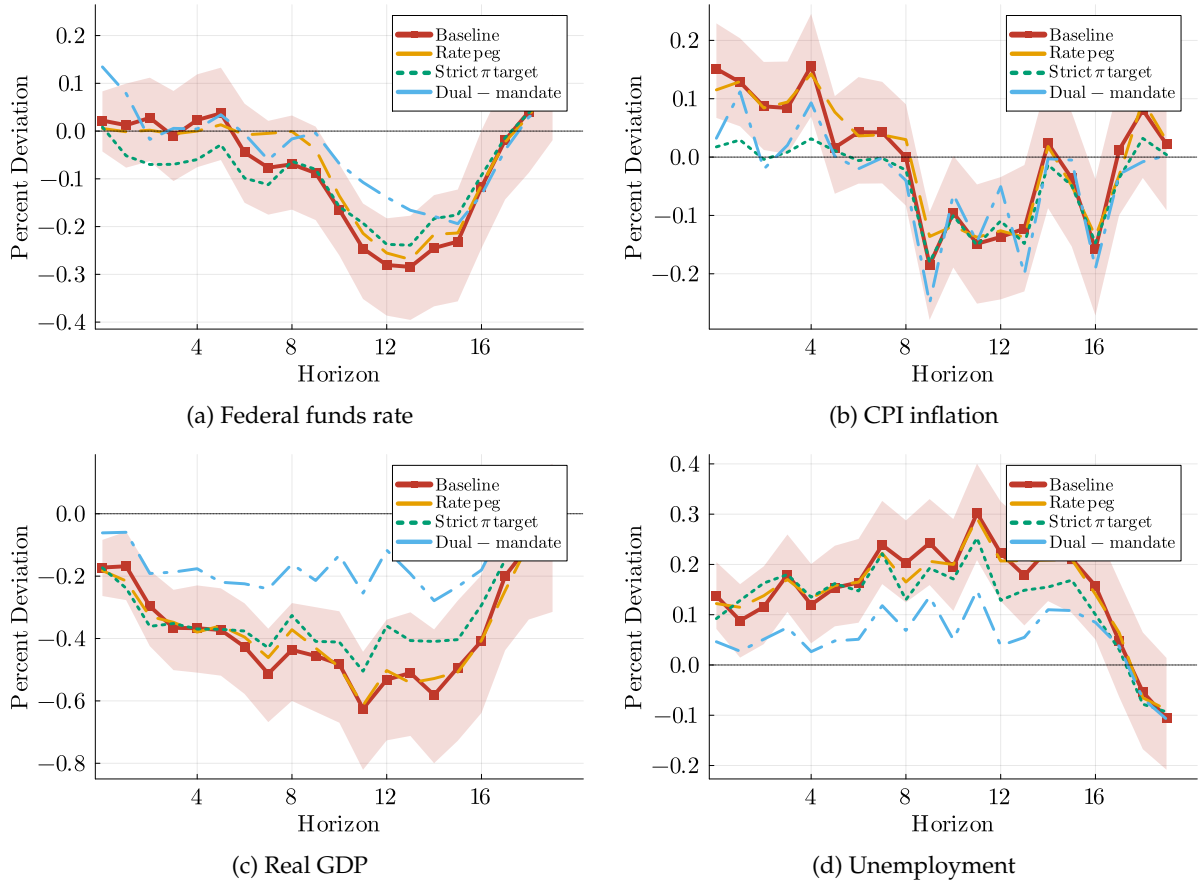 Percent Deviation
0.2
0.1
0.0
−0.1
−0.2
−0.3
−0.4
Baseline
Rate peg
Strict π target
Dual − mandate
4
8
12
16
Horizon
(a) Federal funds rate
Percent Deviation
0.2
0.1
0.0
−0.1
−0.2
Baseline
Rate peg
Strict π target
Dual − mandate
4
8
12
16
Horizon
(b) CPI inflation
Percent Deviation
0.0
−0.2
−0.4
−0.6
−0.8
Baseline
Rate peg
Strict π target
Dual − mandate
4
8
12
16
Horizon
(c) Real GDP
Percent Deviation
0.4
0.3
0.2
0.1
0.0
−0.1
−0.2
Baseline
Rate peg
Strict π target
Dual − mandate
4
8
12
16
Horizon
(d) Unemployment